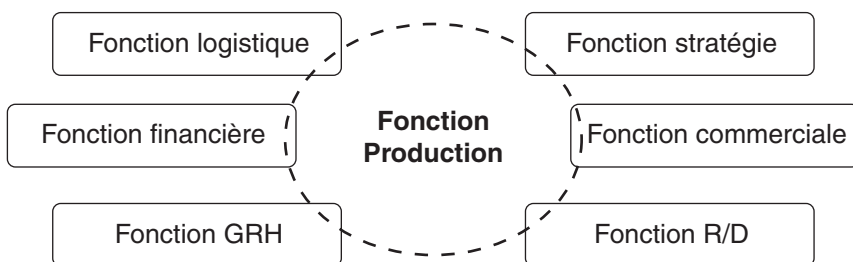 Fonction logistique
Fonction stratégie
Fonction financière
Fonction
Production
Fonction commerciale
Fonction GRH
Fonction R/D